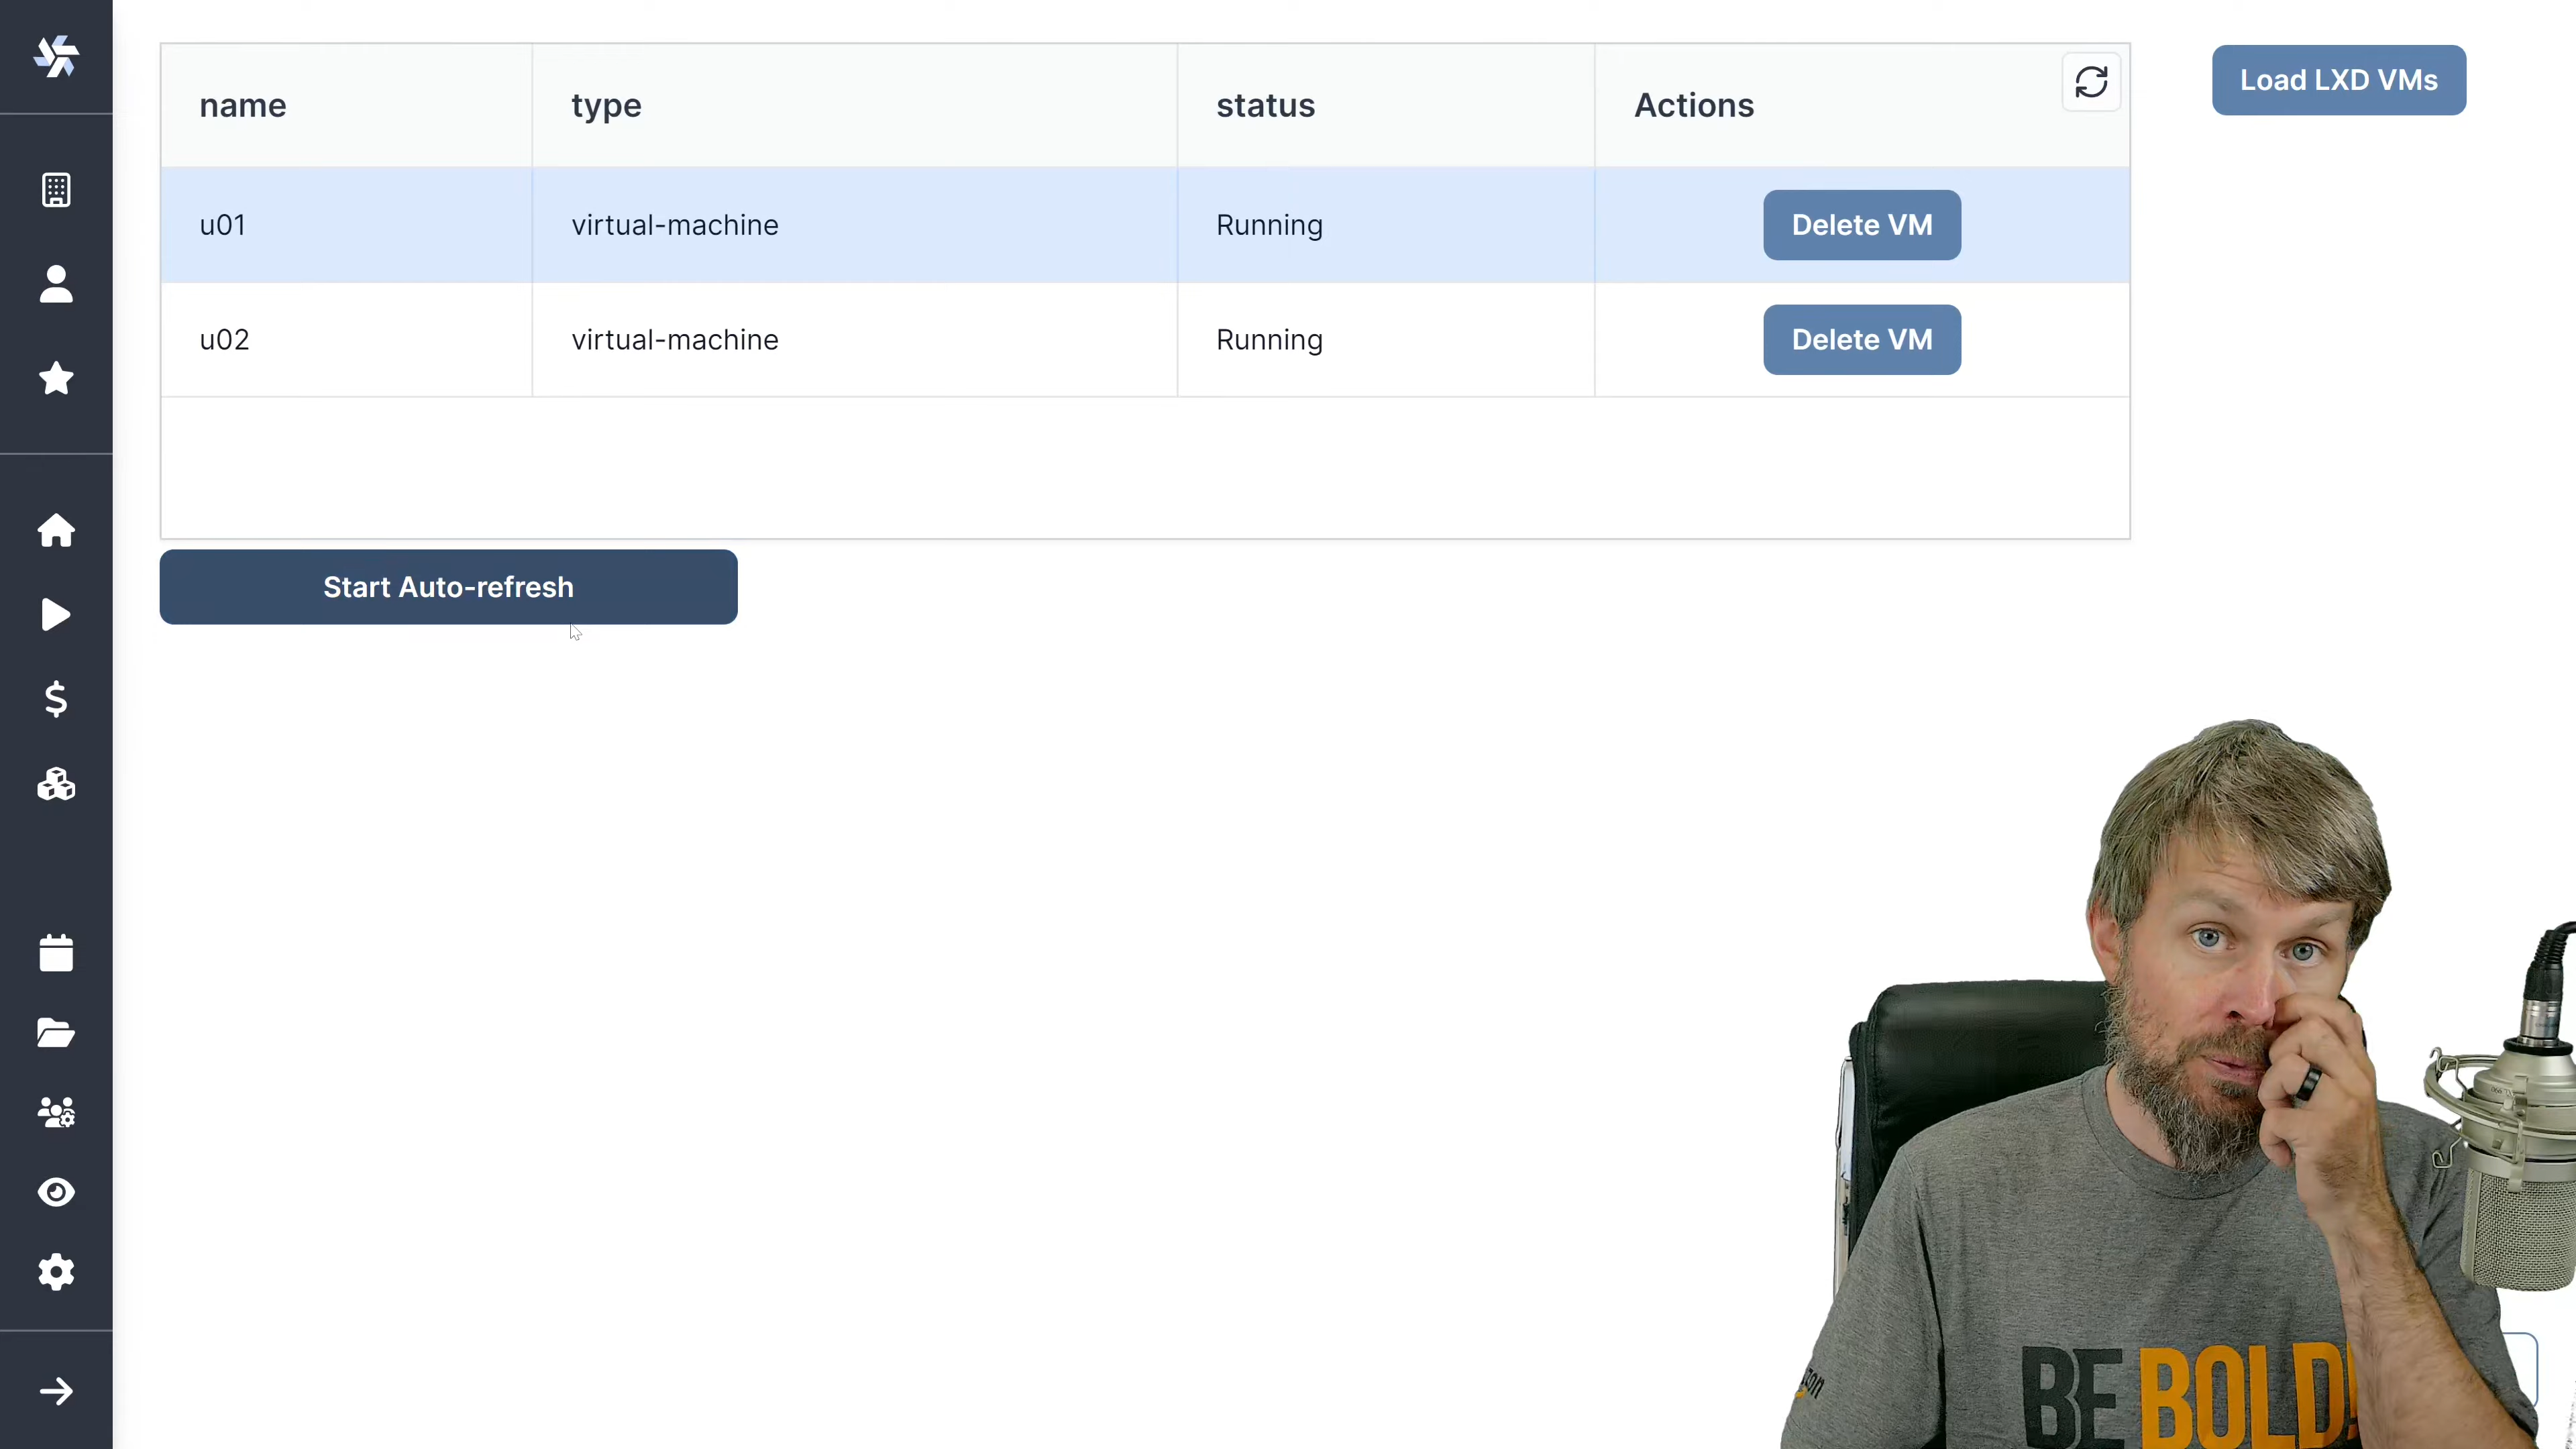 name type status Actions
Load LXD VMs
u01 virtual-machine Running Delete VM
u02 virtual-machine Running Delete VM
Start Auto-refresh
BE BOLD!